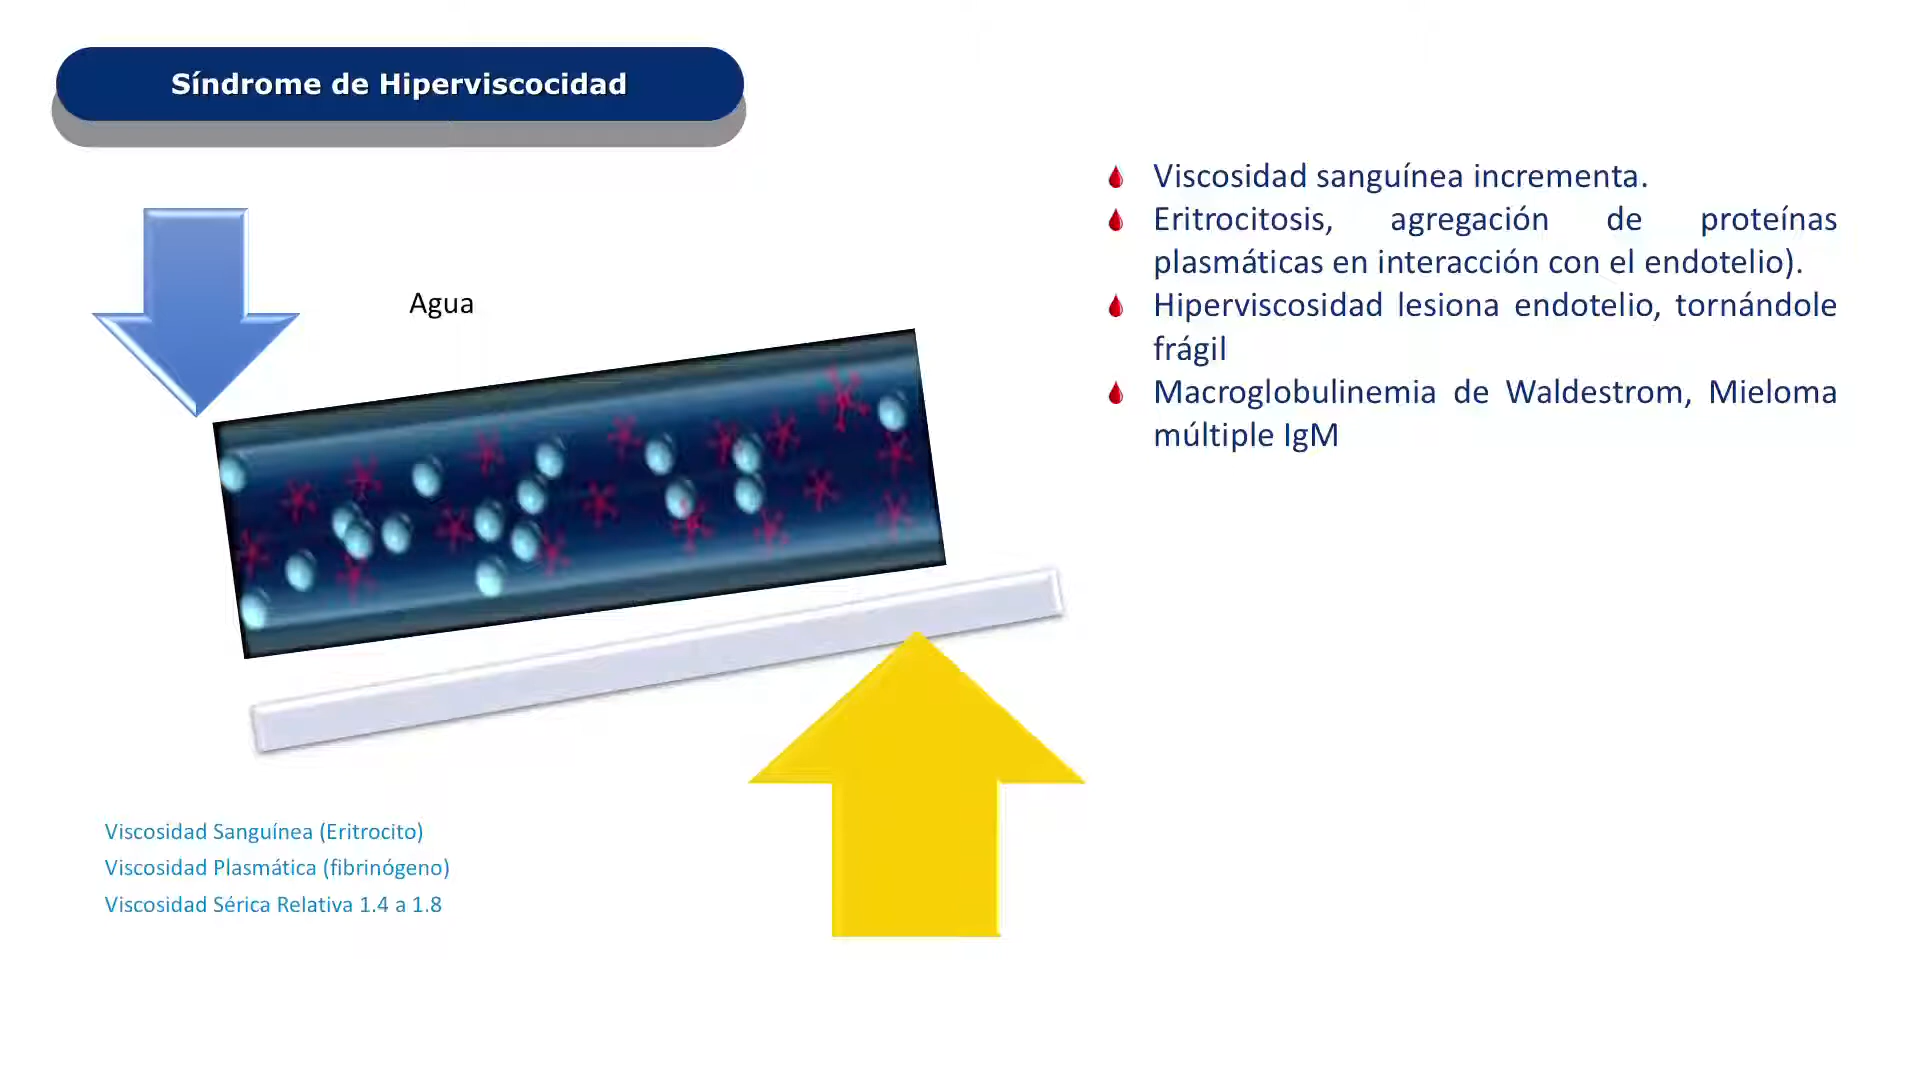 Síndrome de Hiperviscocidad
Agua
Viscosidad sanguínea incrementa.
Eritrocitosis, agregación de proteínas
plasmáticas en interacción con el endotelio).
Hiperviscosidad lesiona endotelio, tornándole
frágil
Macroglobulinemia de Waldestrom, Mieloma
múltiple IgM
Viscosidad Sanguínea (Eritrocito)
Viscosidad Plasmática (fibrinógeno)
Viscosidad Sérica Relativa 1.4 a 1.8